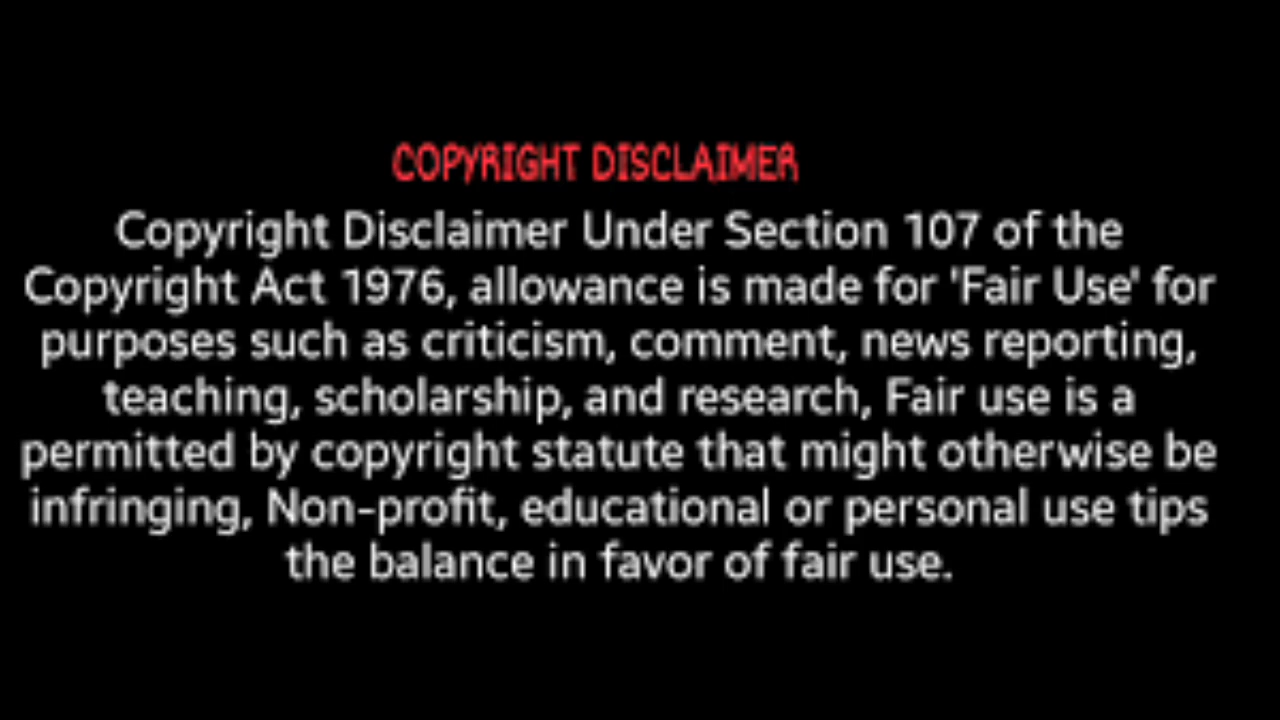 COPYRIGHT DISCLAIMER
Copyright Disclaimer Under Section 107 of the
Copyright Act 1976, allowance is made for 'Fair Use' for
purposes such as criticism, comment, news reporting,
teaching, scholarship, and research, Fair use is a
permitted by copyright statute that might otherwise be
infringing, Non-profit, educational or personal use tips
the balance in favor of fair use.